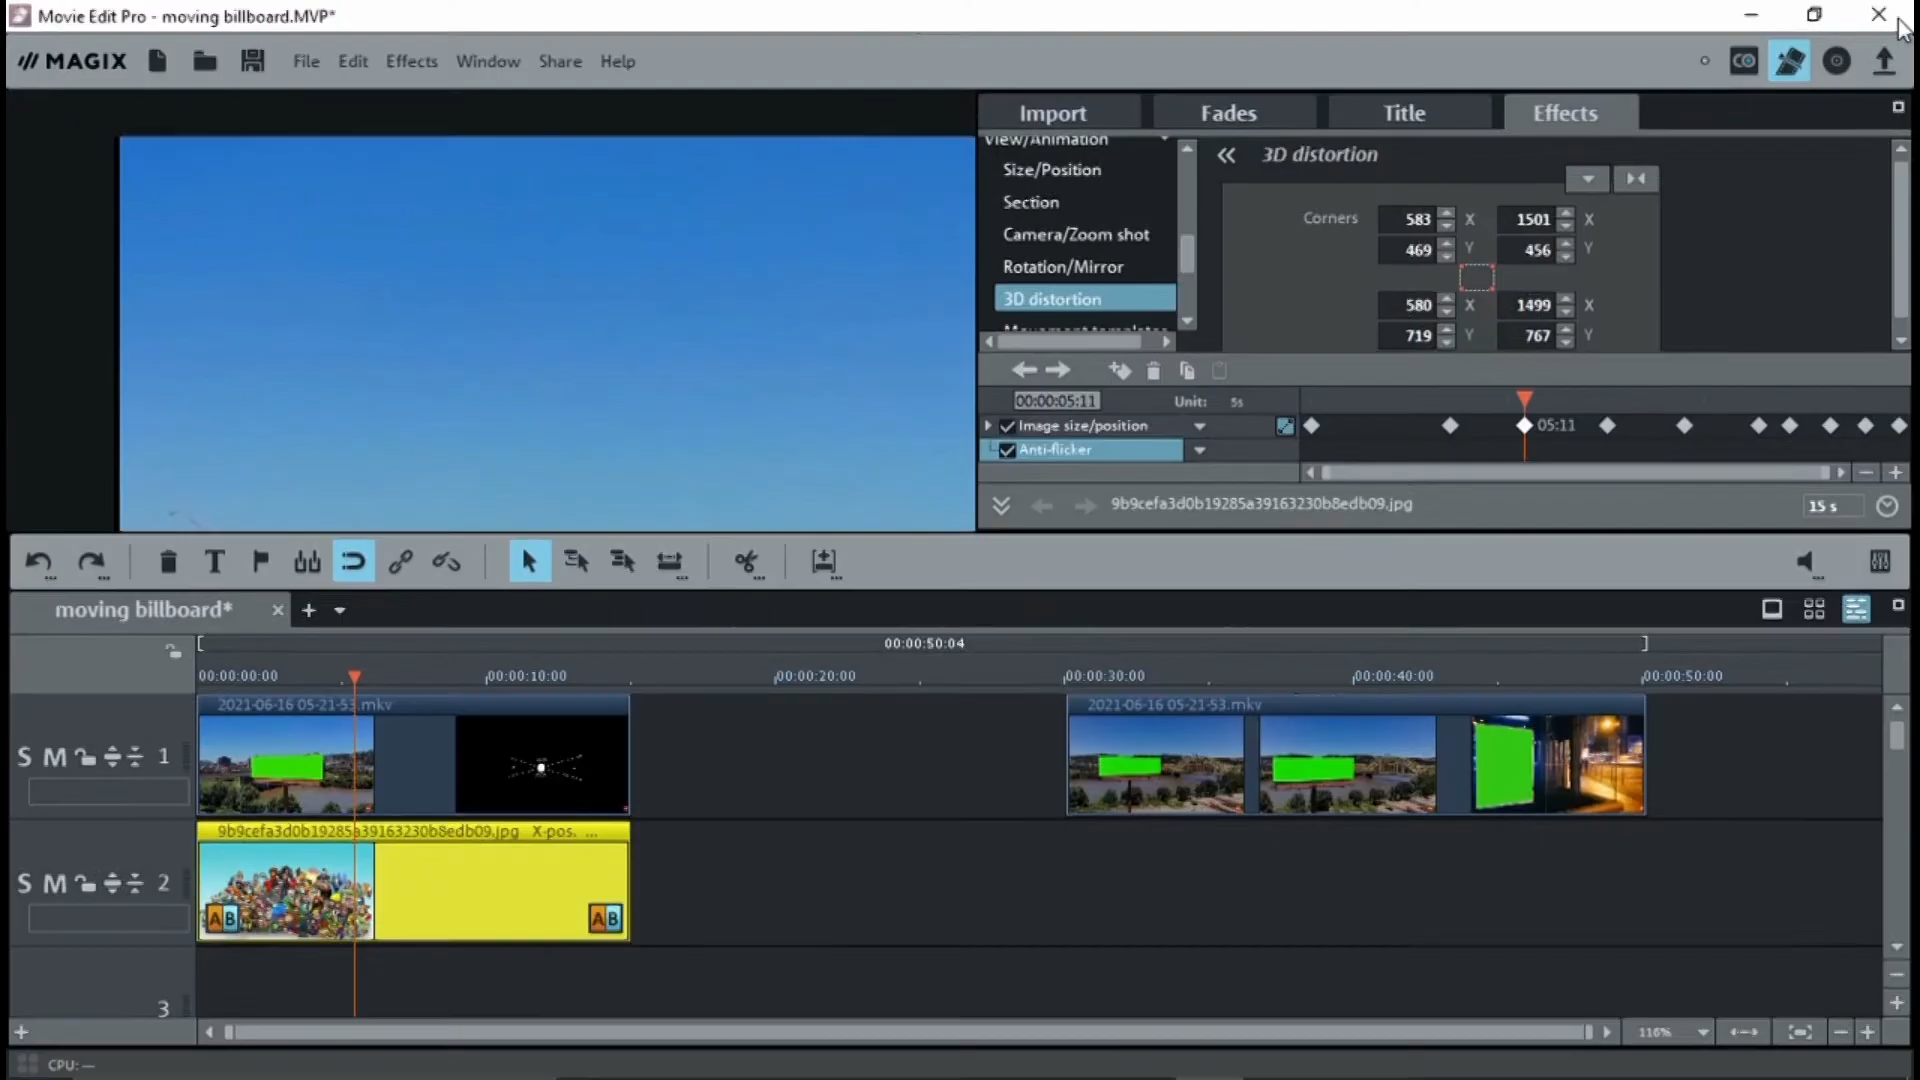 Movie Edit Pro - moving billboard.MVP*
MAGIX File Edit Effects Window Share Help
Import Fades Title Effects
View/Animation
Size/Position
Section
Camera/Zoom shot
Rotation/Mirror
3D distortion
Movement templates
3D distortion
Corners 583 X 1501 X
469 Y 456 Y
580 X 1499 X
719 Y 767 Y
00:00:05:11 Unit: 5s
Image size/position 05:11
Anti-flicker
9b9cefa3d0b19285a39163230b8edb09.jpg 15 s
moving billboard*
00:00:50:04
00:00:00:00 00:00:10:00 00:00:20:00 00:00:30:00 00:00:40:00 00:00:50:00
2021-06-16 05-21-53.mkv 2021-06-16 05-21-53.mkv
S M 1
9b9cefa3d0b19285a39163230b8edb09.jpg X-pos. ...
S M 2
AB AB
3
116%
CPU: —